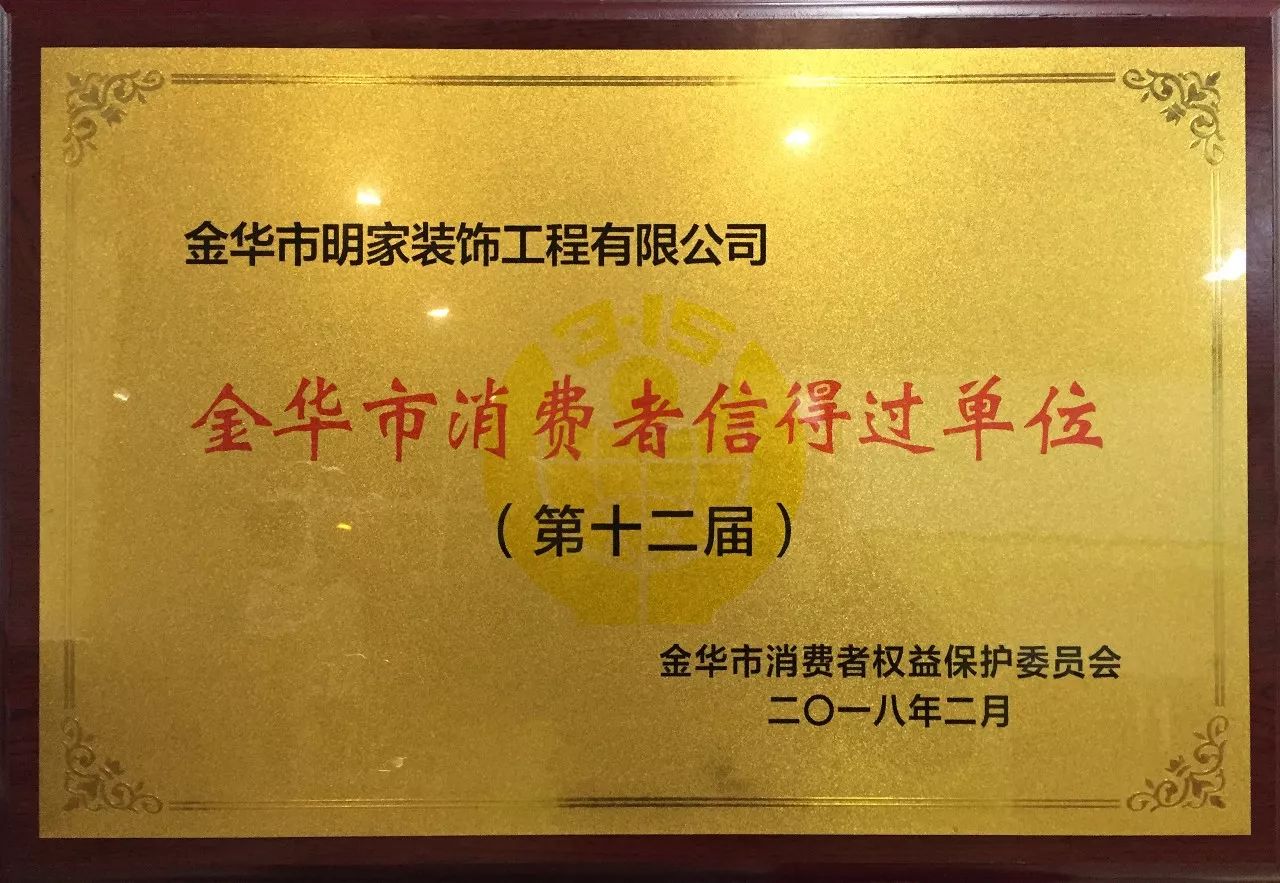 金华市明家装饰工程有限公司
3·15
金华市消费者信得过单位
（第十二届）
金华市消费者权益保护委员会
二〇一八年二月